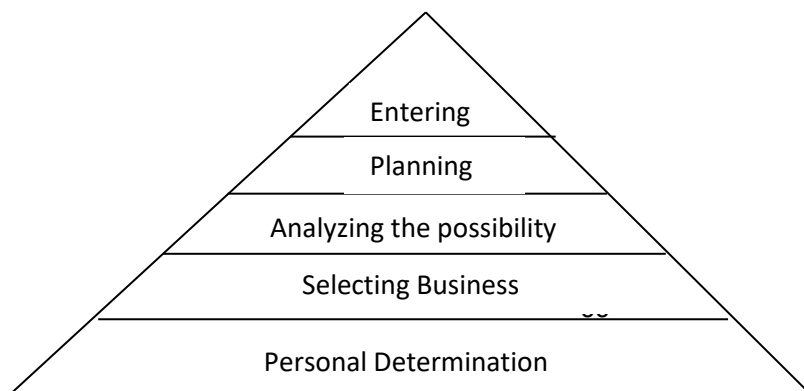 Entering
Planning
Analyzing the possibility
Selecting Business
Personal Determination